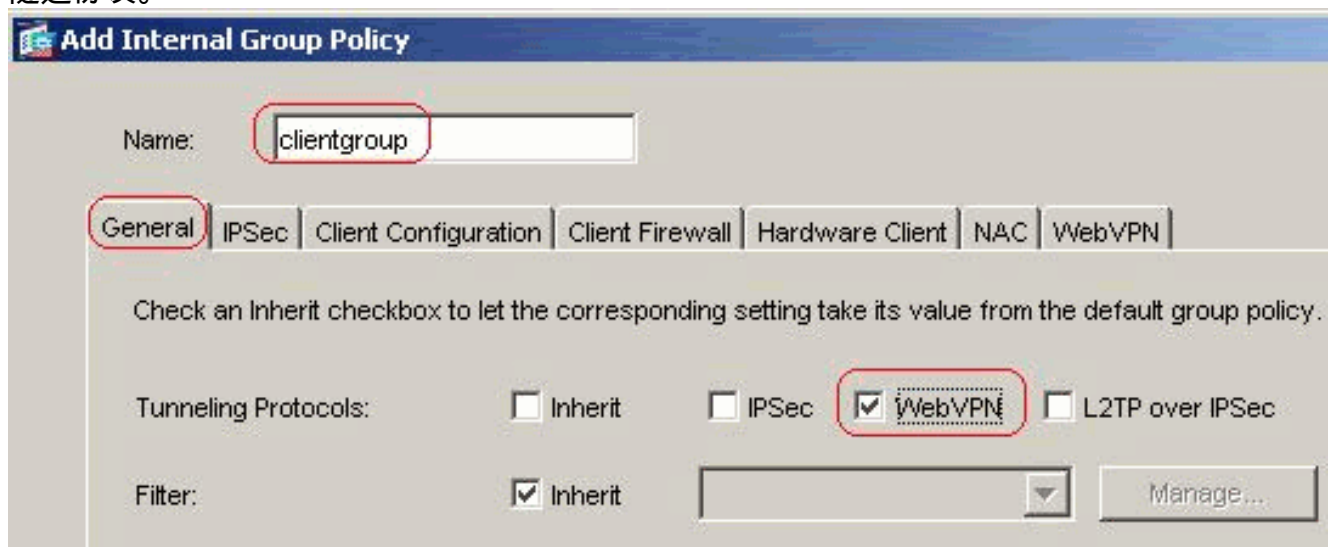 Add Internal Group Policy
Name: clientgroup
General IPSec Client Configuration Client Firewall Hardware Client NAC WebVPN
Check an Inherit checkbox to let the corresponding setting take its value from the default group policy.
Tunneling Protocols: Inherit IPSec WebVPN L2TP over IPSec
Filter: Inherit Manage...